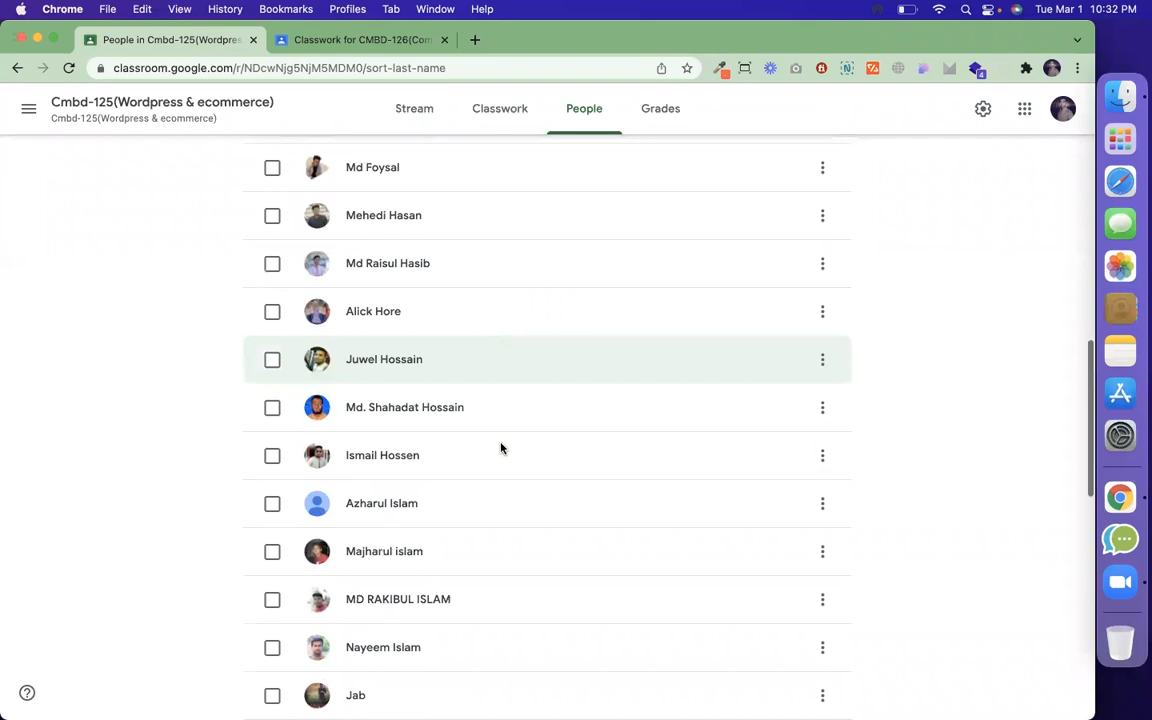 Chrome File Edit View History Bookmarks Profiles Tab Window Help Tue Mar 1 10:32 PM
People in Cmbd-125(Wordpres Classwork for CMBD-126(Com
classroom.google.com/r/NDcwNjg5NjM5MDM0/sort-last-name
4
Cmbd-125(Wordpress & ecommerce)
Cmbd-125(Wordpress & ecommerce)
Stream Classwork People Grades
Md Foysal
Mehedi Hasan
Md Raisul Hasib
Alick Hore
Juwel Hossain
Md. Shahadat Hossain
Ismail Hossen
Azharul Islam
Majharul islam
MD RAKIBUL ISLAM
Nayeem Islam
Jab